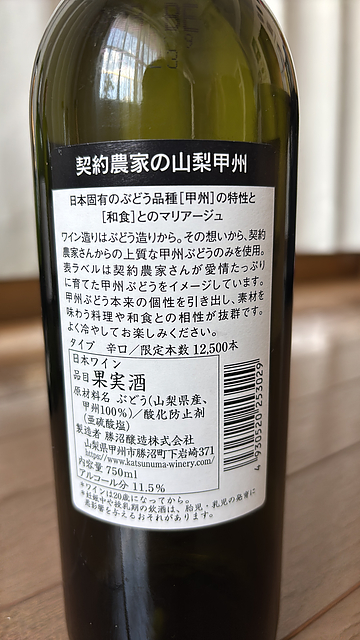 契約農家の山梨甲州
日本固有のぶどう品種[甲州]の特性と
[和食]とのマリアージュ
ワイン造りはぶどう造りから。その想いから、契約
農家さんからの上質な甲州ぶどうのみを使用。
表ラベルは契約農家さんが愛情たっぷり
に育てた甲州ぶどうをイメージしています。
甲州ぶどう本来の個性を引き出し、素材を
味わう料理や和食との相性が抜群です。
よく冷やしてお楽しみください。
タイプ 辛口/限定本数 12,500本
日本ワイン
品目 果実酒
原材料名 ぶどう(山梨県産、
甲州100%)/酸化防止剤
(亜硫酸塩)
製造者 勝沼醸造株式会社
山梨県甲州市勝沼町下岩崎371
https://www.katsunuma-winery.com/
内容量 750ml
アルコール分 11.5%
4 930520 253029
*ワインは20歳になってから。
*妊娠中や授乳期の飲酒は、胎児・乳児の発育に
悪影響を与えるおそれがあります。